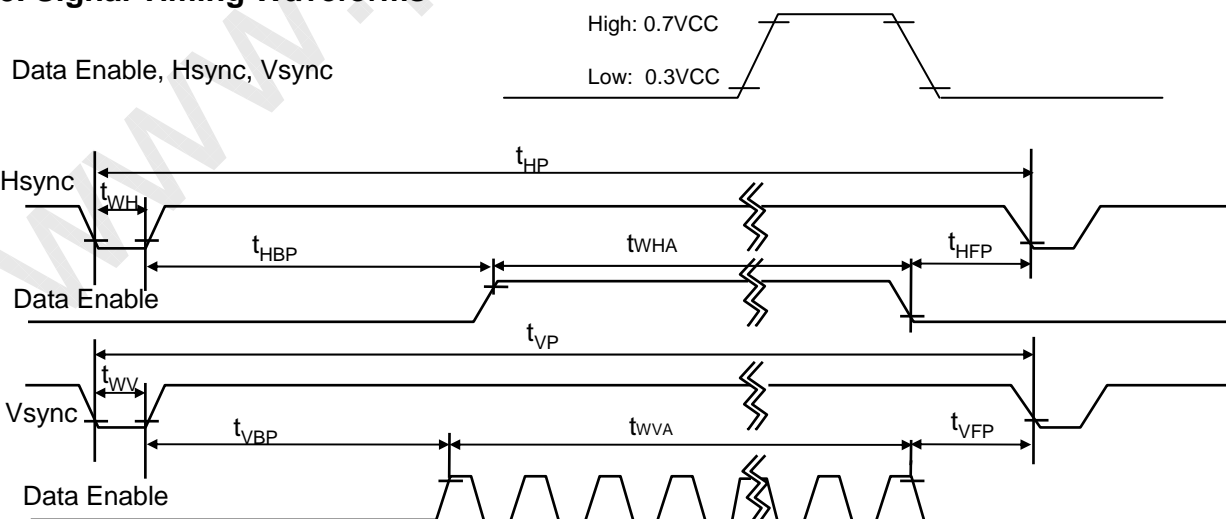 Signal Timing Waveforms
High: 0.7VCC
Data Enable, Hsync, Vsync
Low: 0.3VCC
tHP
Hsync
tWH
tHBP
tWHA
tHFP
Data Enable
tVP
tWV
Vsync
tVBP
tWVA
tVFP
Data Enable